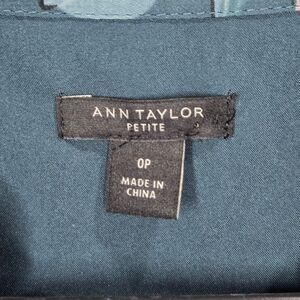 ANN TAYLOR
PETITE
0P
MADE IN
CHINA